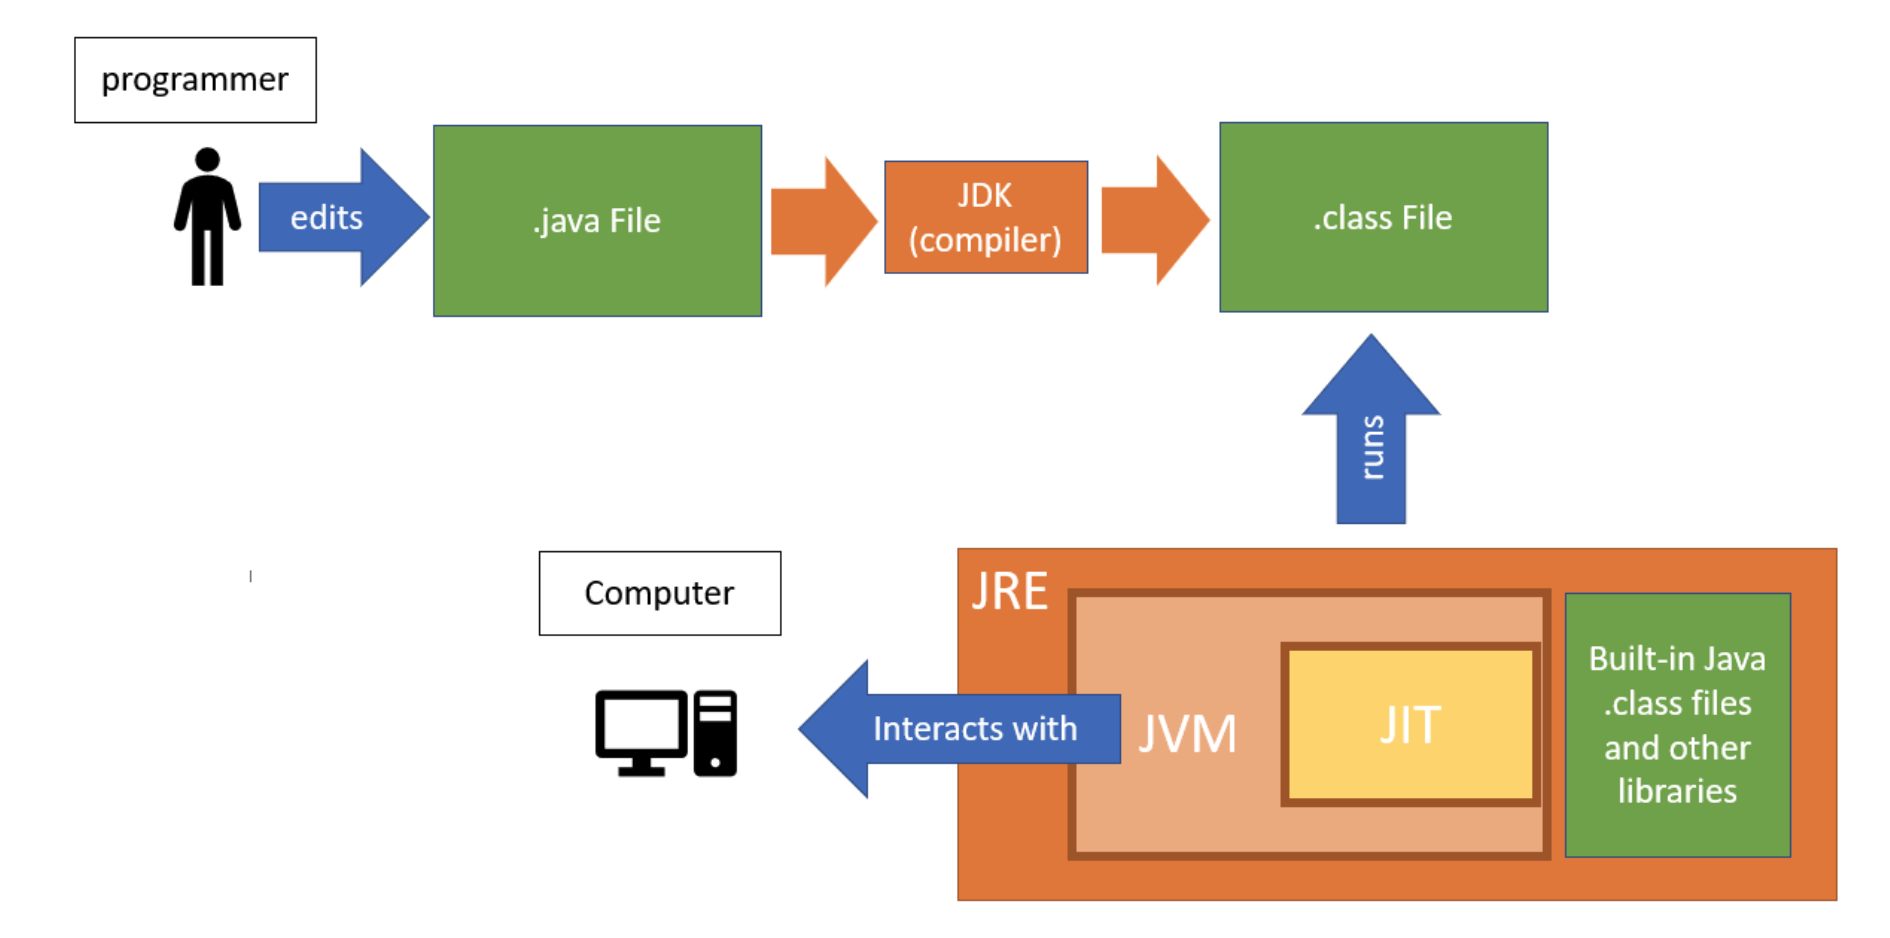 programmer
edits
.java File
JDK
(compiler)
.class File
runs
Computer
JRE
Interacts with
JVM
JIT
Built-in Java
.class files
and other
libraries